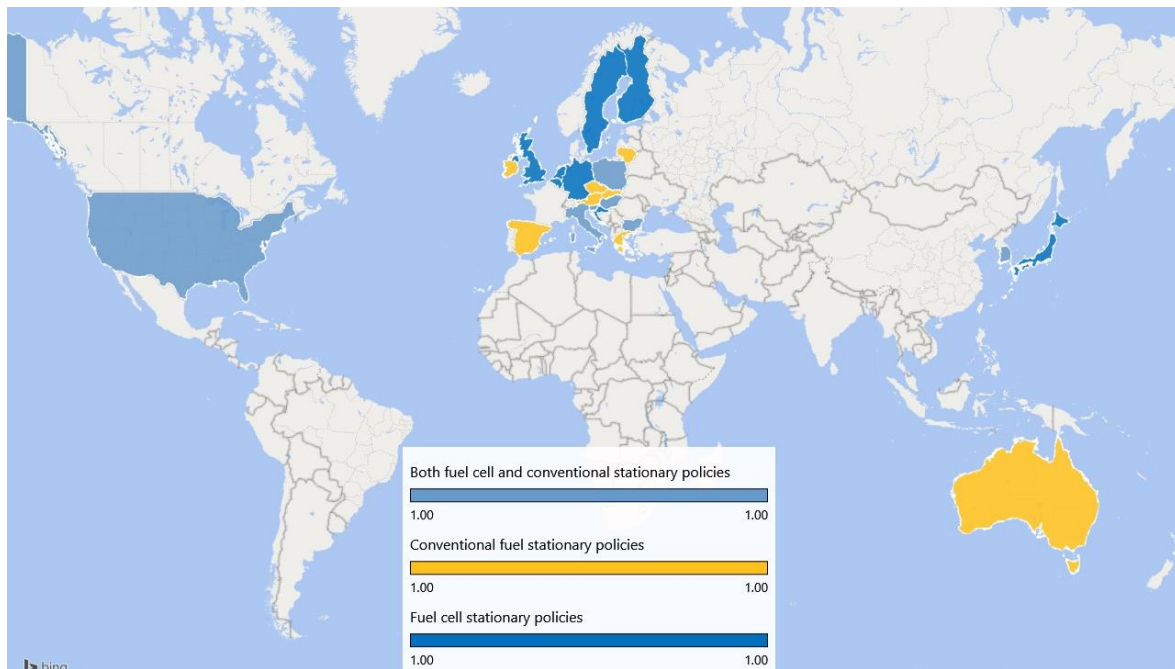 Both fuel cell and conventional stationary policies
1.00 1.00
Conventional fuel stationary policies
1.00 1.00
Fuel cell stationary policies
1.00 1.00
bing